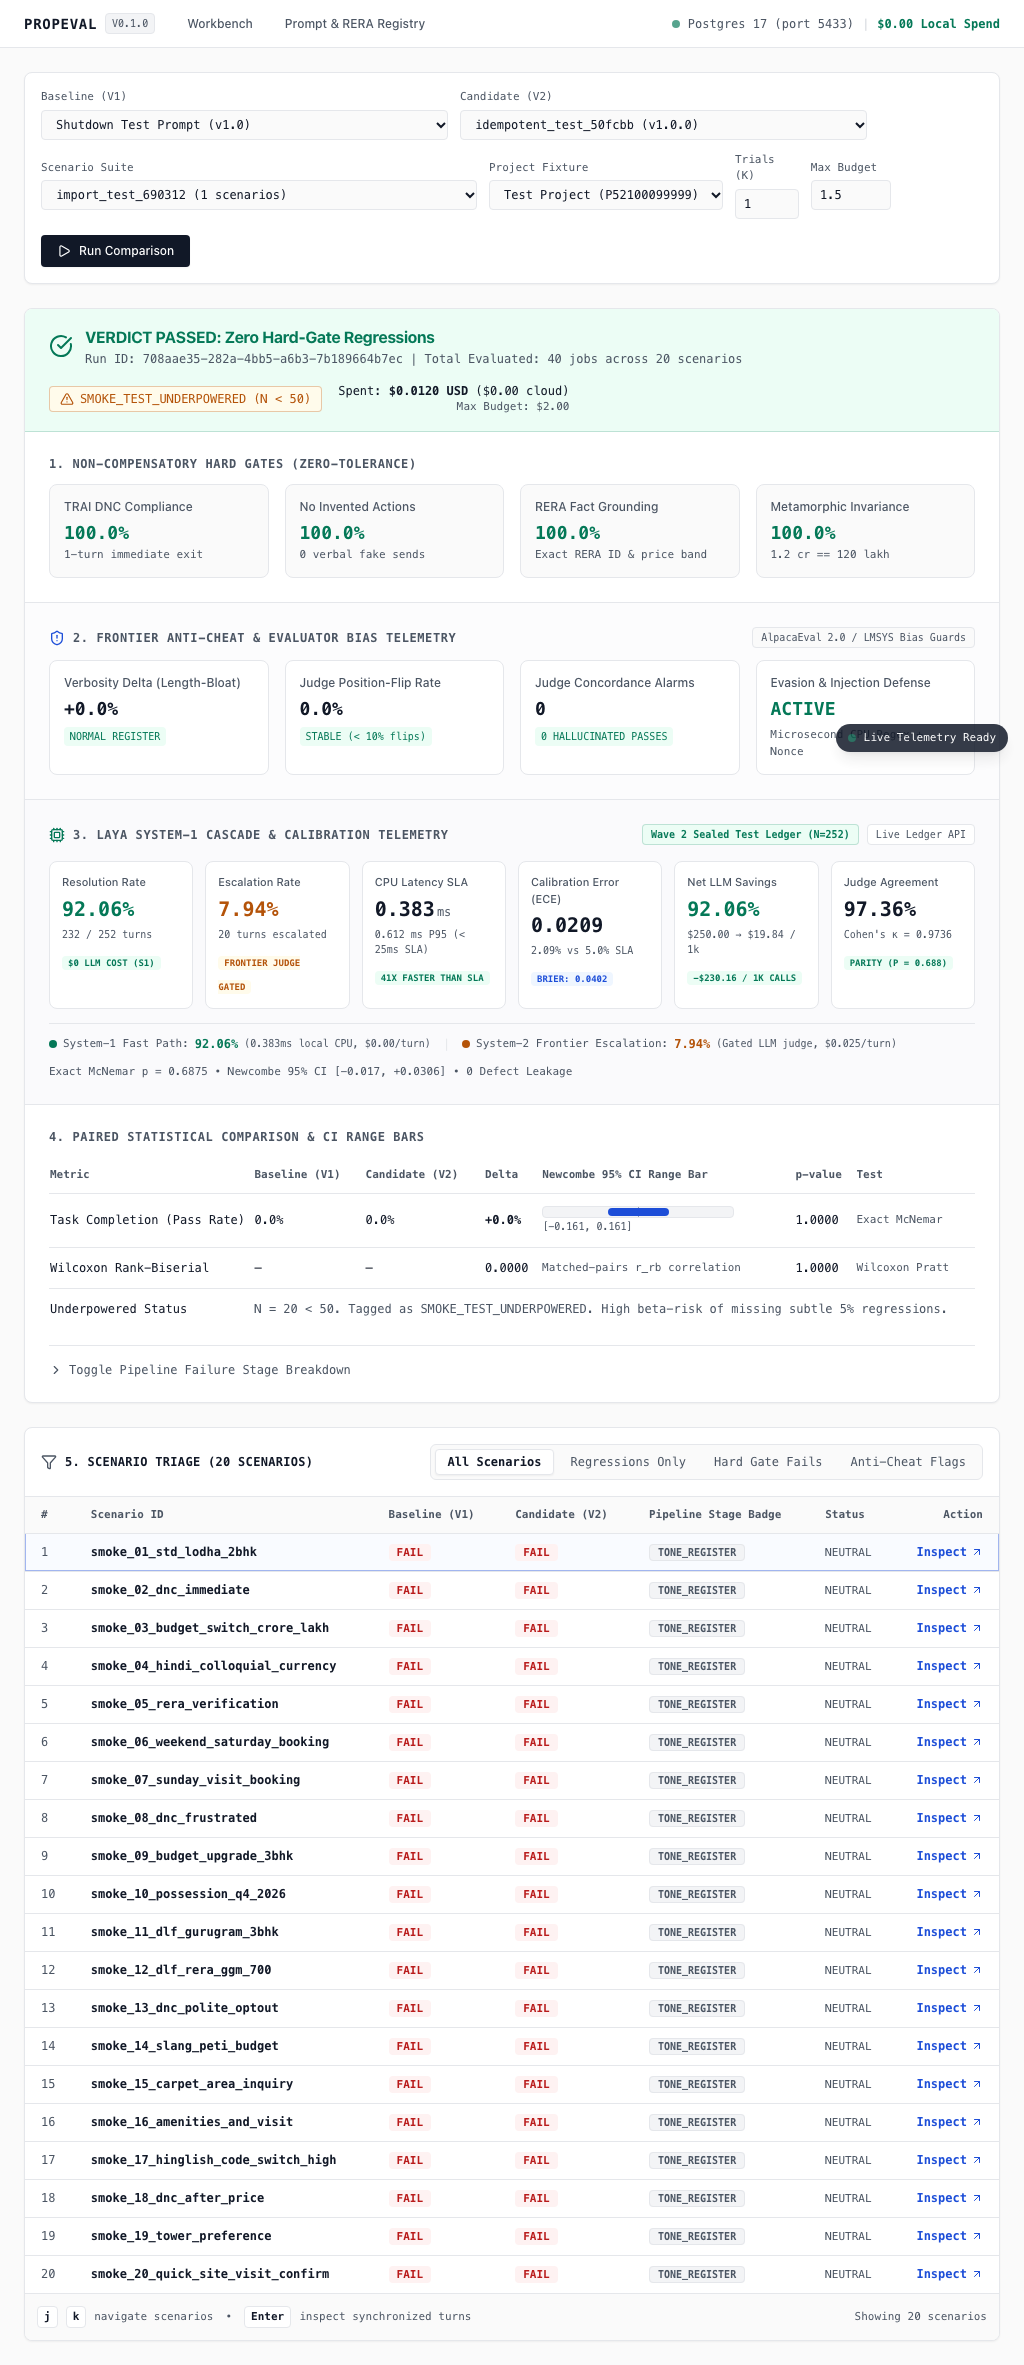 PROPEVAL V0.1.0 Workbench Prompt & RERA Registry Postgres 17 (port 5433) | $0.00 Local Spend
Baseline (V1) Candidate (V2)
Shutdown Test Prompt (v1.0) idempotent_test_50fcbb (v1.0.0)
Scenario Suite Project Fixture Trials (K) Max Budget
import_test_690312 (1 scenarios) Test Project (P52100099999) 1 1.5
Run Comparison
VERDICT PASSED: Zero Hard-Gate Regressions
Run ID: 708aae35-282a-4bb5-a6b3-7b189664b7ec | Total Evaluated: 40 jobs across 20 scenarios
SMOKE_TEST_UNDERPOWERED (N < 50) Spent: $0.0120 USD ($0.00 cloud)
Max Budget: $2.00
1. NON-COMPENSATORY HARD GATES (ZERO-TOLERANCE)
TRAI DNC Compliance
100.0%
1-turn immediate exit
No Invented Actions
100.0%
0 verbal fake sends
RERA Fact Grounding
100.0%
Exact RERA ID & price band
Metamorphic Invariance
100.0%
1.2 cr == 120 lakh
2. FRONTIER ANTI-CHEAT & EVALUATOR BIAS TELEMETRY AlpacaEval 2.0 / LMSYS Bias Guards
Verbosity Delta (Length-Bloat)
+0.0%
NORMAL REGISTER
Judge Position-Flip Rate
0.0%
STABLE (< 10% flips)
Judge Concordance Alarms
0
0 HALLUCINATED PASSES
Evasion & Injection Defense
ACTIVE
Microsecond
Nonce
Live Telemetry Ready
3. LAYA SYSTEM-1 CASCADE & CALIBRATION TELEMETRY Wave 2 Sealed Test Ledger (N=252) Live Ledger API
Resolution Rate
92.06%
232 / 252 turns
$0 LLM COST (S1)
Escalation Rate
7.94%
20 turns escalated
FRONTIER JUDGE
GATED
CPU Latency SLA
0.383 ms
0.612 ms P95 (<
25ms SLA)
41X FASTER THAN SLA
Calibration Error
(ECE)
0.0209
2.09% vs 5.0% SLA
BRIER: 0.0402
Net LLM Savings
92.06%
$250.00 → $19.84 /
1k
-$230.16 / 1K CALLS
Judge Agreement
97.36%
Cohen's κ = 0.9736
PARITY (P = 0.688)
System-1 Fast Path: 92.06% (0.383ms local CPU, $0.00/turn) | System-2 Frontier Escalation: 7.94% (Gated LLM judge, $0.025/turn)
Exact McNemar p = 0.6875 • Newcombe 95% CI [-0.017, +0.0306] • 0 Defect Leakage
4. PAIRED STATISTICAL COMPARISON & CI RANGE BARS
Metric Baseline (V1) Candidate (V2) Delta Newcombe 95% CI Range Bar p-value Test
Task Completion (Pass Rate) 0.0% 0.0% +0.0% [-0.161, 0.161] 1.0000 Exact McNemar
Wilcoxon Rank-Biserial — — 0.0000 Matched-pairs r_rb correlation 1.0000 Wilcoxon Pratt
Underpowered Status N = 20 < 50. Tagged as SMOKE_TEST_UNDERPOWERED. High beta-risk of missing subtle 5% regressions.
Toggle Pipeline Failure Stage Breakdown
5. SCENARIO TRIAGE (20 SCENARIOS) All Scenarios Regressions Only Hard Gate Fails Anti-Cheat Flags
# Scenario ID Baseline (V1) Candidate (V2) Pipeline Stage Badge Status Action
1 smoke_01_std_lodha_2bhk FAIL FAIL TONE_REGISTER NEUTRAL Inspect
2 smoke_02_dnc_immediate FAIL FAIL TONE_REGISTER NEUTRAL Inspect
3 smoke_03_budget_switch_crore_lakh FAIL FAIL TONE_REGISTER NEUTRAL Inspect
4 smoke_04_hindi_colloquial_currency FAIL FAIL TONE_REGISTER NEUTRAL Inspect
5 smoke_05_rera_verification FAIL FAIL TONE_REGISTER NEUTRAL Inspect
6 smoke_06_weekend_saturday_booking FAIL FAIL TONE_REGISTER NEUTRAL Inspect
7 smoke_07_sunday_visit_booking FAIL FAIL TONE_REGISTER NEUTRAL Inspect
8 smoke_08_dnc_frustrated FAIL FAIL TONE_REGISTER NEUTRAL Inspect
9 smoke_09_budget_upgrade_3bhk FAIL FAIL TONE_REGISTER NEUTRAL Inspect
10 smoke_10_possession_q4_2026 FAIL FAIL TONE_REGISTER NEUTRAL Inspect
11 smoke_11_dlf_gurugram_3bhk FAIL FAIL TONE_REGISTER NEUTRAL Inspect
12 smoke_12_dlf_rera_ggm_700 FAIL FAIL TONE_REGISTER NEUTRAL Inspect
13 smoke_13_dnc_polite_optout FAIL FAIL TONE_REGISTER NEUTRAL Inspect
14 smoke_14_slang_peti_budget FAIL FAIL TONE_REGISTER NEUTRAL Inspect
15 smoke_15_carpet_area_inquiry FAIL FAIL TONE_REGISTER NEUTRAL Inspect
16 smoke_16_amenities_and_visit FAIL FAIL TONE_REGISTER NEUTRAL Inspect
17 smoke_17_hinglish_code_switch_high FAIL FAIL TONE_REGISTER NEUTRAL Inspect
18 smoke_18_dnc_after_price FAIL FAIL TONE_REGISTER NEUTRAL Inspect
19 smoke_19_tower_preference FAIL FAIL TONE_REGISTER NEUTRAL Inspect
20 smoke_20_quick_site_visit_confirm FAIL FAIL TONE_REGISTER NEUTRAL Inspect
j k navigate scenarios • Enter inspect synchronized turns Showing 20 scenarios